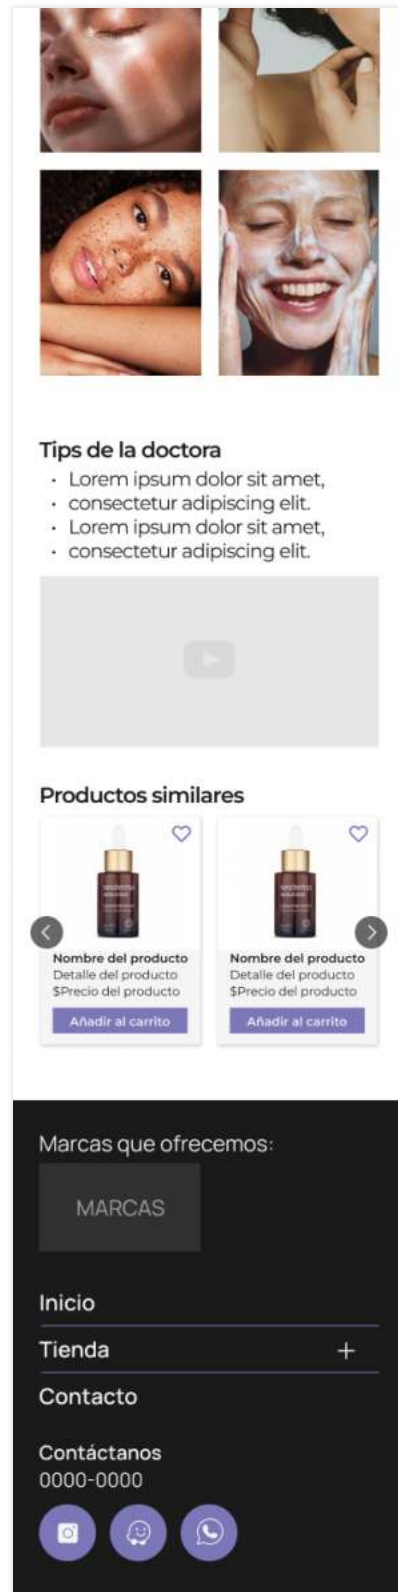 Tips de la doctora
• Lorem ipsum dolor sit amet,
• consectetur adipiscing elit.
• Lorem ipsum dolor sit amet,
• consectetur adipiscing elit.
Productos similares
Nombre del producto
Detalle del producto
$Precio del producto
Añadir al carrito
Nombre del producto
Detalle del producto
$Precio del producto
Añadir al carrito
Marcas que ofrecemos:
MARCAS
Inicio
Tienda
Contacto
Contáctanos
0000-0000